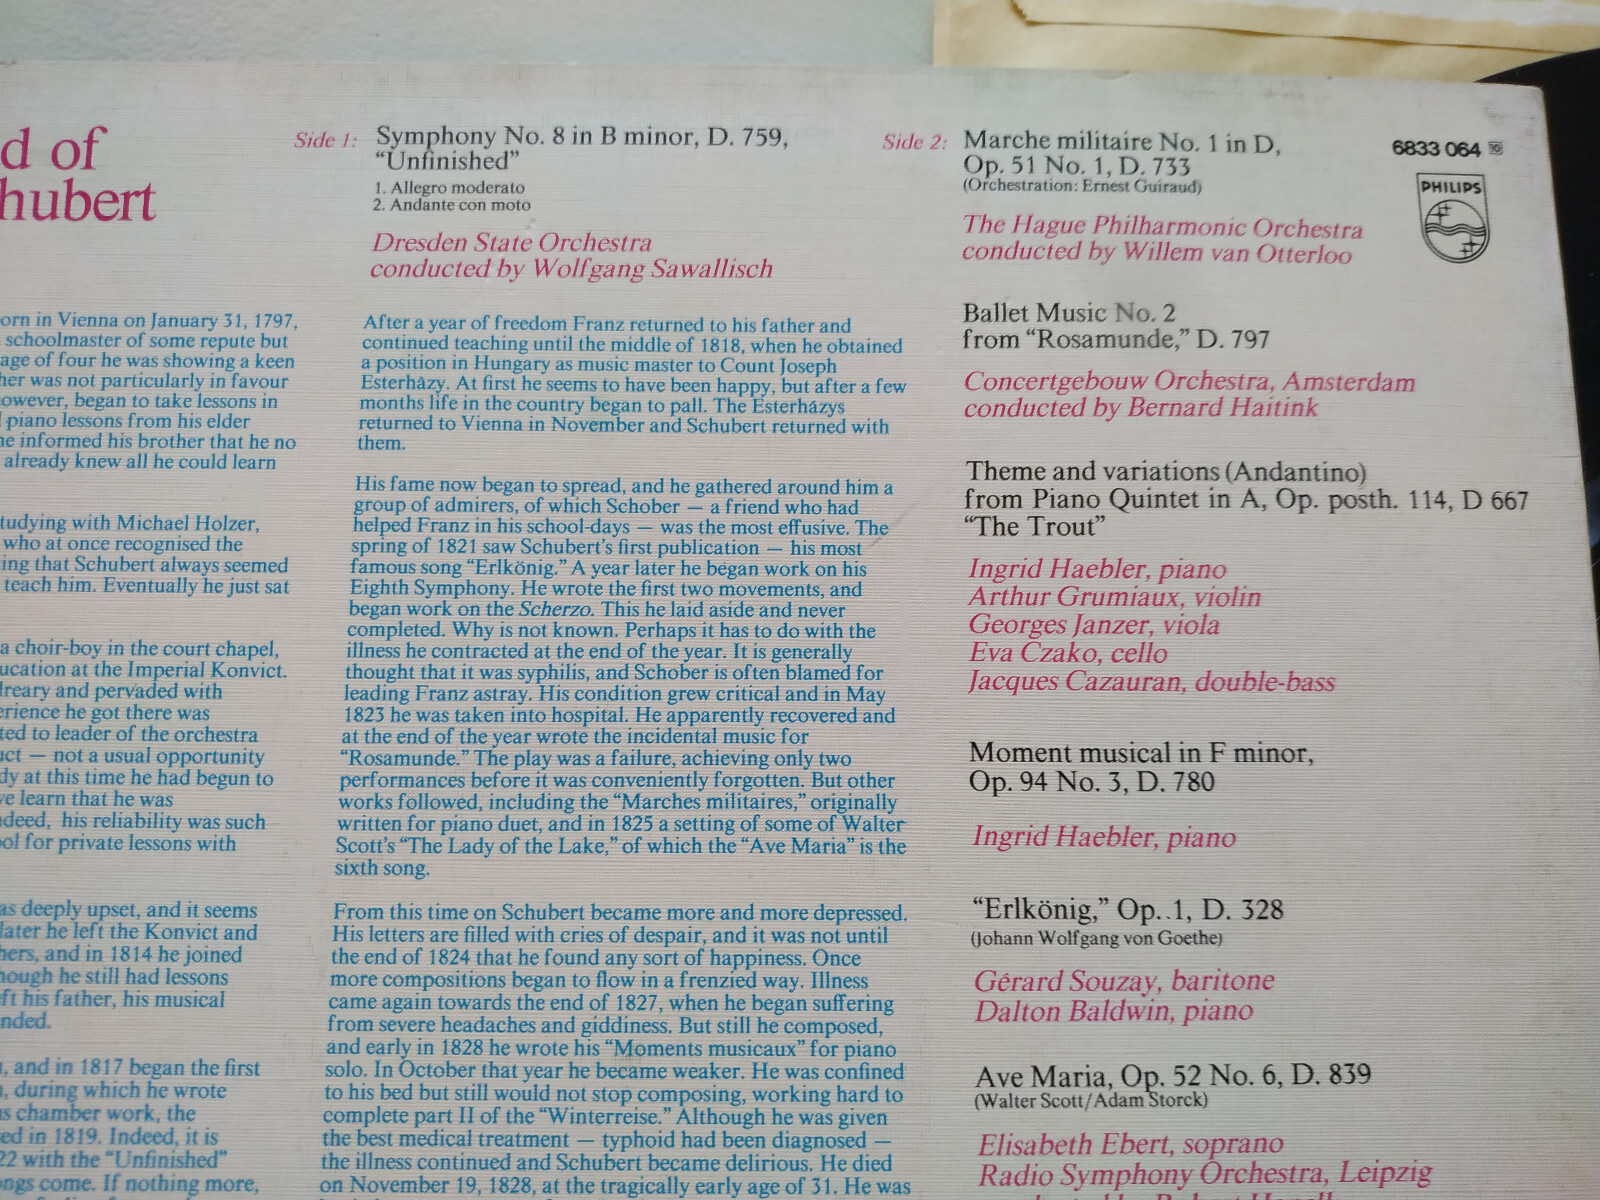 d of
hubert
orn in Vienna on January 31, 1797,
schoolmaster of some repute but
age of four he was showing a keen
her was not particularly in favour
owever, began to take lessons in
piano lessons from his elder
he informed his brother that he no
already knew all he could learn
tudying with Michael Holzer,
who at once recognised the
ing that Schubert always seemed
teach him. Eventually he just sat
a choir-boy in the court chapel,
ucation at the Imperial Konvict.
dreary and pervaded with
erience he got there was
ted to leader of the orchestra
uct — not a usual opportunity
dy at this time he had begun to
ve learn that he was
ndeed, his reliability was such
ol for private lessons with
as deeply upset, and it seems
later he left the Konvict and
hers, and in 1814 he joined
hough he still had lessons
ft his father, his musical
nded.
, and in 1817 began the first
, during which he wrote
s chamber work, the
ed in 1819. Indeed, it is
22 with the “Unfinished”
ngs come. If nothing more,
Side 1: Symphony No. 8 in B minor, D. 759,
“Unfinished”
1. Allegro moderato
2. Andante con moto
Dresden State Orchestra
conducted by Wolfgang Sawallisch
After a year of freedom Franz returned to his father and
continued teaching until the middle of 1818, when he obtained
a position in Hungary as music master to Count Joseph
Esterhàzy. At first he seems to have been happy, but after a few
months life in the country began to pall. The Esterházys
returned to Vienna in November and Schubert returned with
them.
His fame now began to spread, and he gathered around him a
group of admirers, of which Schober — a friend who had
helped Franz in his school-days — was the most effusive. The
spring of 1821 saw Schubert’s first publication — his most
famous song “Erlkönig.” A year later he began work on his
Eighth Symphony. He wrote the first two movements, and
began work on the Scherzo. This he laid aside and never
completed. Why is not known. Perhaps it has to do with the
illness he contracted at the end of the year. It is generally
thought that it was syphilis, and Schober is often blamed for
leading Franz astray. His condition grew critical and in May
1823 he was taken into hospital. He apparently recovered and
at the end of the year wrote the incidental music for
“Rosamunde.” The play was a failure, achieving only two
performances before it was conveniently forgotten. But other
works followed, including the “Marches militaires,” originally
written for piano duet, and in 1825 a setting of some of Walter
Scott’s “The Lady of the Lake,” of which the “Ave Maria” is the
sixth song.
From this time on Schubert became more and more depressed.
His letters are filled with cries of despair, and it was not until
the end of 1824 that he found any sort of happiness. Once
more compositions began to flow in a frenzied way. Illness
came again towards the end of 1827, when he began suffering
from severe headaches and giddiness. But still he composed,
and early in 1828 he wrote his “Moments musicaux” for piano
solo. In October that year he became weaker. He was confined
to his bed but still would not stop composing, working hard to
complete part II of the “Winterreise.” Although he was given
the best medical treatment — typhoid had been diagnosed —
the illness continued and Schubert became delirious. He died
on November 19, 1828, at the tragically early age of 31. He was
Side 2: Marche militaire No. 1 in D,
Op. 51 No. 1, D. 733
(Orchestration: Ernest Guiraud)
The Hague Philharmonic Orchestra
conducted by Willem van Otterloo
Ballet Music No. 2
from “Rosamunde,” D. 797
Concertgebouw Orchestra, Amsterdam
conducted by Bernard Haitink
Theme and variations (Andantino)
from Piano Quintet in A, Op. posth. 114, D 667
“The Trout”
Ingrid Haebler, piano
Arthur Grumiaux, violin
Georges Janzer, viola
Eva Czako, cello
Jacques Cazauran, double-bass
Moment musical in F minor,
Op. 94 No. 3, D. 780
Ingrid Haebler, piano
“Erlkönig,” Op. 1, D. 328
(Johann Wolfgang von Goethe)
Gérard Souzay, baritone
Dalton Baldwin, piano
Ave Maria, Op. 52 No. 6, D. 839
(Walter Scott/Adam Storck)
Elisabeth Ebert, soprano
Radio Symphony Orchestra, Leipzig
6833 064
PHILIPS